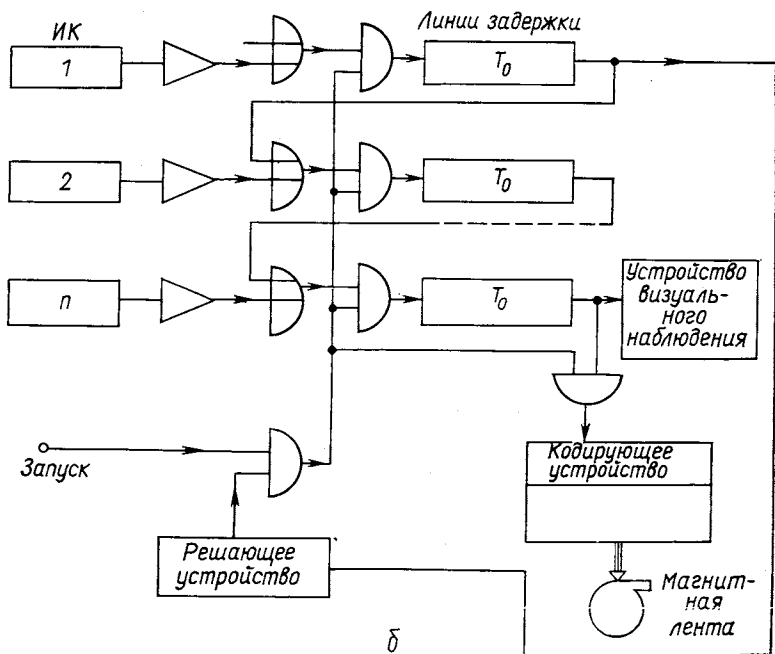 ИК
Линии задержки
1
T₀
2
T₀
n
T₀
Устройство
визуаль-
ного
наблюдения
Запуск
Кодирующее
устройство
Решающее
устройство
Магнит-
ная
лента
б